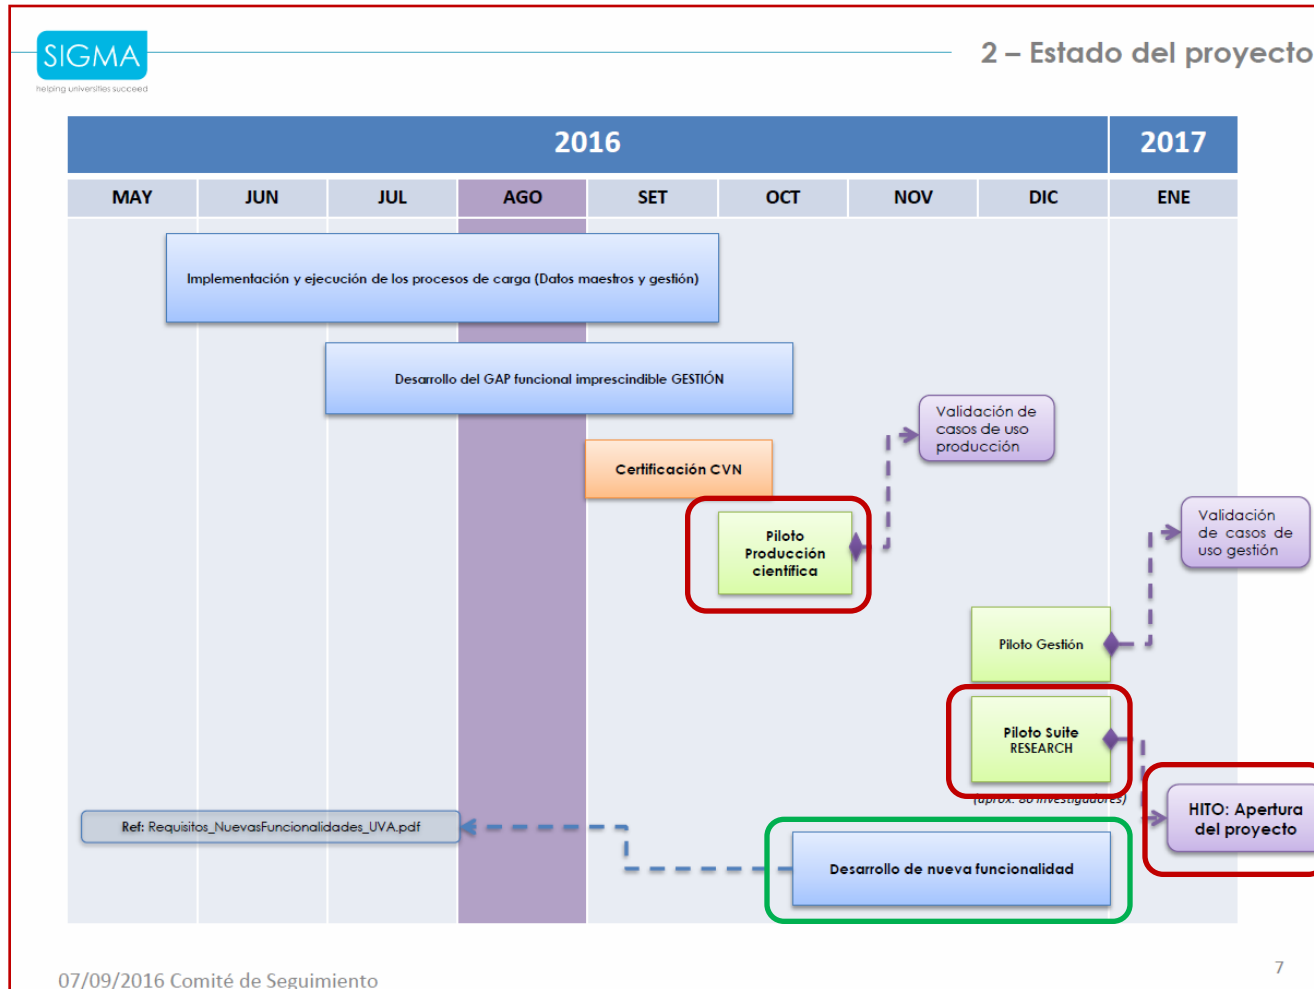 SIGMA
helping universities succeed
2 – Estado del proyecto
2016
2017
MAY
JUN
JUL
AGO
SET
OCT
NOV
DIC
ENE
Implementación y ejecución de los procesos de carga (Datos maestros y gestión)
Desarrollo del GAP funcional imprescindible GESTIÓN
Validación de
casos de uso
producción
Certificación CVN
Piloto
Producción
científica
Validación
de casos de
uso gestión
Piloto Gestión
Piloto Suite
RESEARCH
(aprox. 80 investigadores)
HITO: Apertura
del proyecto
Ref: Requisitos_NuevasFuncionalidades_UVA.pdf
Desarrollo de nueva funcionalidad
07/09/2016 Comité de Seguimiento
7